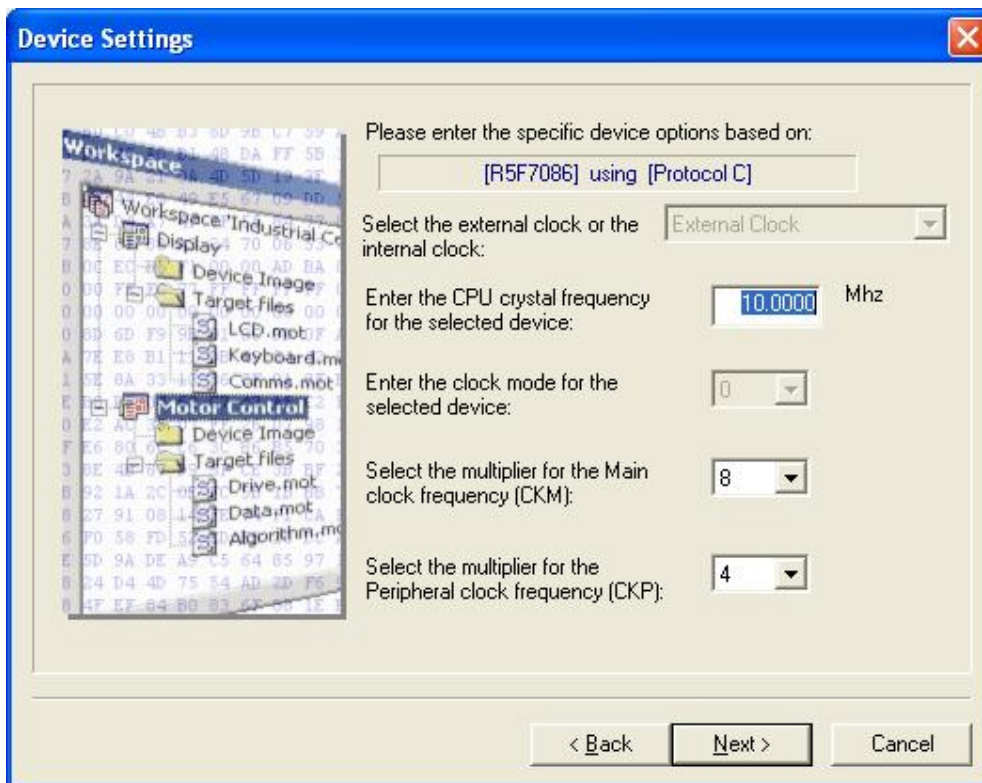 Device Settings
Please enter the specific device options based on:
[R5F7086] using [Protocol C]
Select the external clock or the
internal clock:
External Clock
Enter the CPU crystal frequency
for the selected device:
10.0000 Mhz
Enter the clock mode for the
selected device:
0
Select the multiplier for the Main
clock frequency (CKM):
8
Select the multiplier for the
Peripheral clock frequency (CKP):
4
Workspace
Workspace "Industrial Co
Display
Device Image
Target files
LCD.mot
Keyboard.m
Comms.mot
Motor Control
Device Image
Target files
Drive.mot
Data.mot
Algorithm.mo
< Back
Next >
Cancel